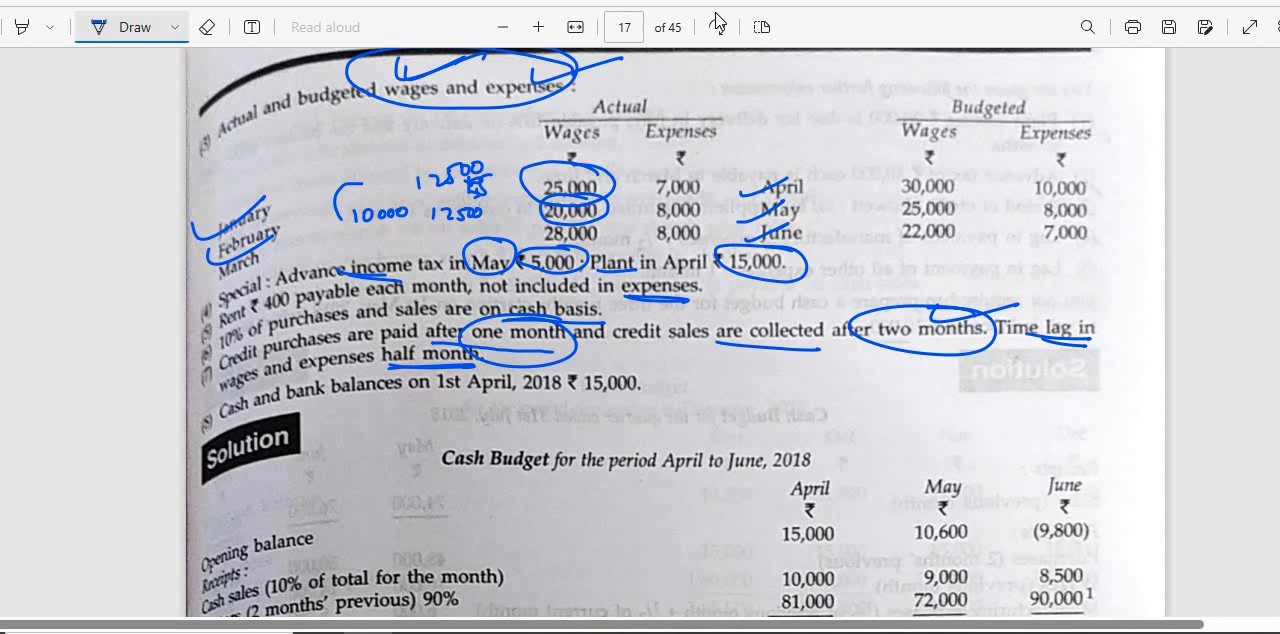 Draw
Read aloud
17 of 45
(3) Actual and budgeted wages and expenses :
Actual Budgeted
Wages Expenses Wages Expenses
₹ ₹ ₹ ₹
12500
January 25,000 7,000 April 30,000 10,000
10000 12500
February 20,000 8,000 May 25,000 8,000
March 28,000 8,000 June 22,000 7,000
(4) Special : Advance income tax in May ₹ 5,000 ; Plant in April ₹ 15,000.
(5) Rent ₹ 400 payable each month, not included in expenses.
(6) 10% of purchases and sales are on cash basis.
(7) Credit purchases are paid after one month and credit sales are collected after two months. Time lag in
wages and expenses half month.
(8) Cash and bank balances on 1st April, 2018 ₹ 15,000.
Solution
Cash Budget for the period April to June, 2018
April May June
₹ ₹ ₹
Opening balance 15,000 10,600 (9,800)
Receipts :
Cash sales (10% of total for the month) 10,000 9,000 8,500
(2 months' previous) 90% 81,000 72,000 90,000¹